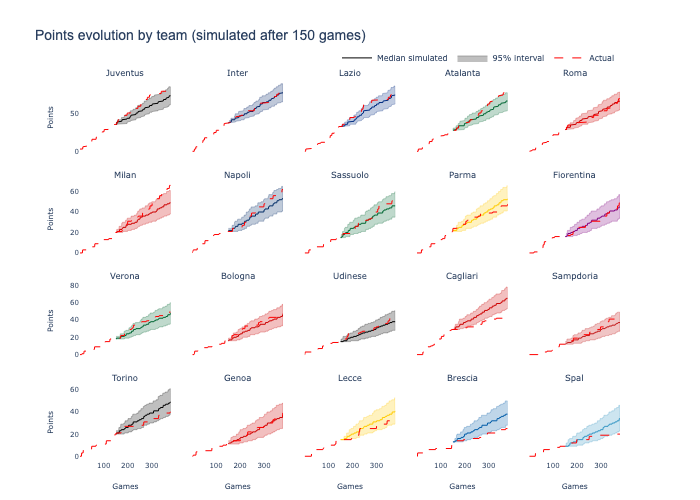 Points evolution by team (simulated after 150 games)
Median simulated 95% interval Actual
Juventus Inter Lazio Atalanta Roma
Points
50
0
Milan Napoli Sassuolo Parma Fiorentina
Points
60
40
20
0
Verona Bologna Udinese Cagliari Sampdoria
Points
80
60
40
20
0
Torino Genoa Lecce Brescia Spal
Points
60
40
20
0
100 200 300 100 200 300 100 200 300 100 200 300 100 200 300
Games Games Games Games Games